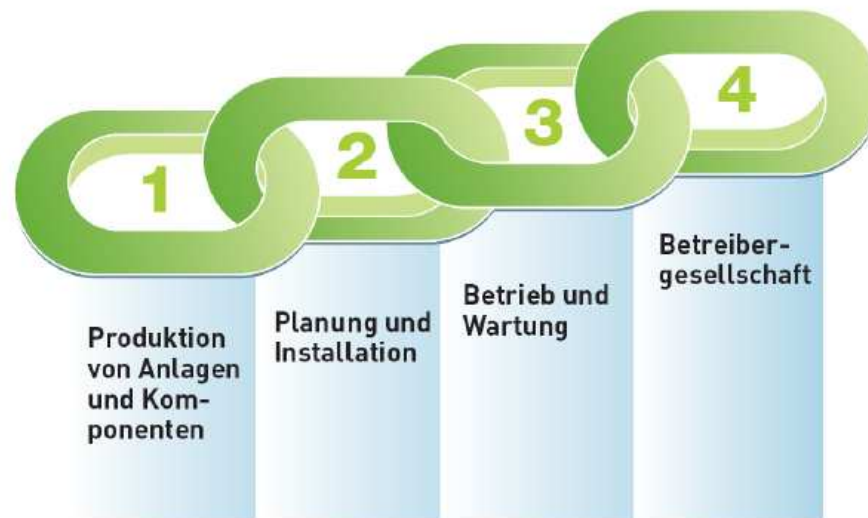 1
Produktion
von Anlagen
und Kom-
ponenten
2
Planung und
Installation
3
Betrieb und
Wartung
4
Betreiber-
gesellschaft